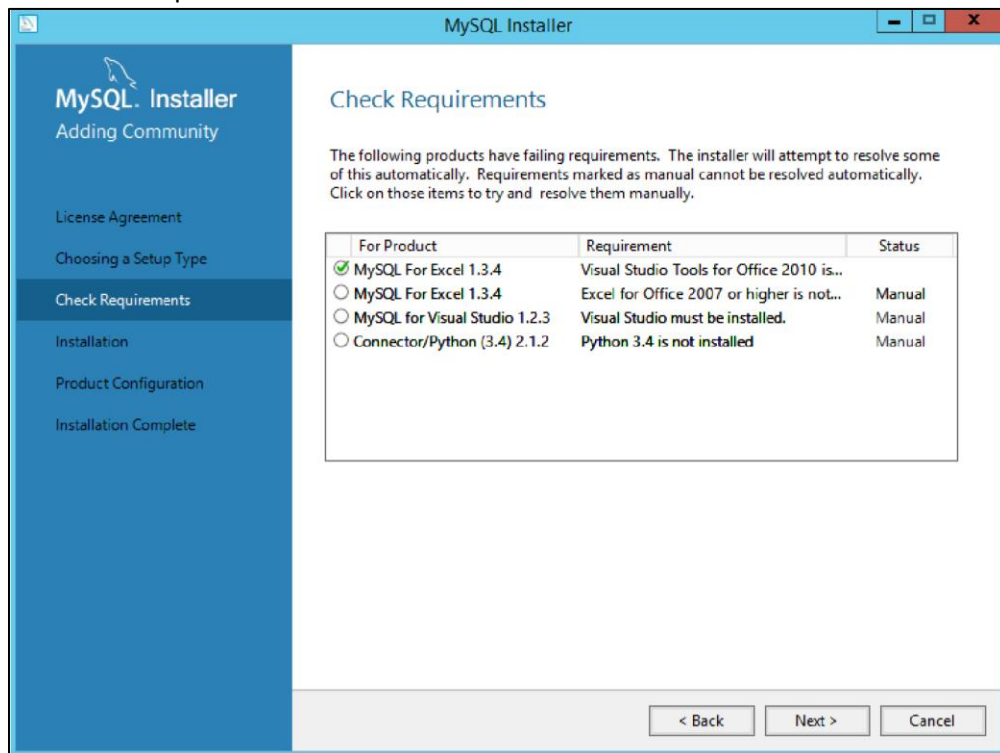 MySQL Installer
X
MySQL. Installer
Adding Community
License Agreement
Choosing a Setup Type
Check Requirements
Installation
Product Configuration
Installation Complete
Check Requirements
The following products have failing requirements. The installer will attempt to resolve some
of this automatically. Requirements marked as manual cannot be resolved automatically.
Click on those items to try and resolve them manually.
For Product Requirement Status
MySQL For Excel 1.3.4 Visual Studio Tools for Office 2010 is...
MySQL For Excel 1.3.4 Excel for Office 2007 or higher is not... Manual
MySQL for Visual Studio 1.2.3 Visual Studio must be installed. Manual
Connector/Python (3.4) 2.1.2 Python 3.4 is not installed Manual
< Back Next > Cancel